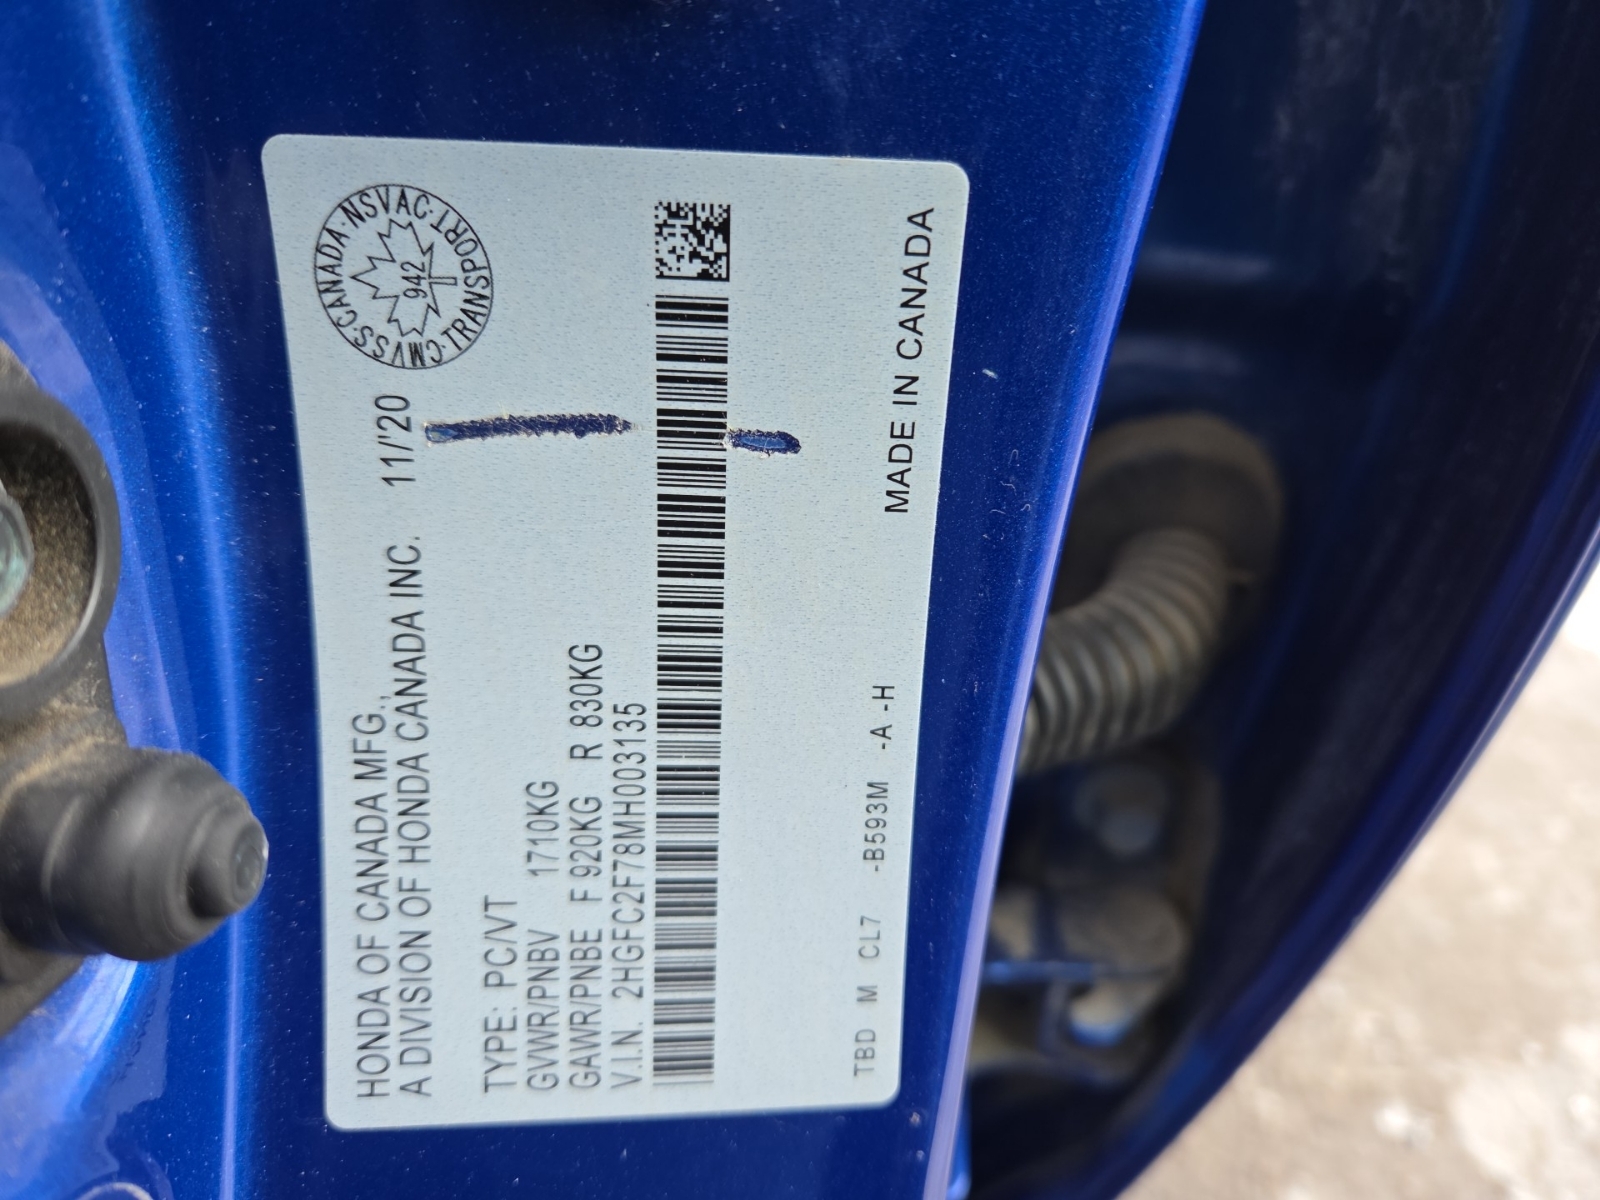 HONDA OF CANADA MFG.,
A DIVISION OF HONDA CANADA INC. 11/'20
CMVSS·CANADA·NSVAC·TRANSPORT·
942
TYPE: PC/VT
GVWR/PNBV 1710KG
GAWR/PNBE F 920KG R 830KG
V.I.N. 2HGFC2F78MH003135
TBD M CL7 -B593M -A -H MADE IN CANADA